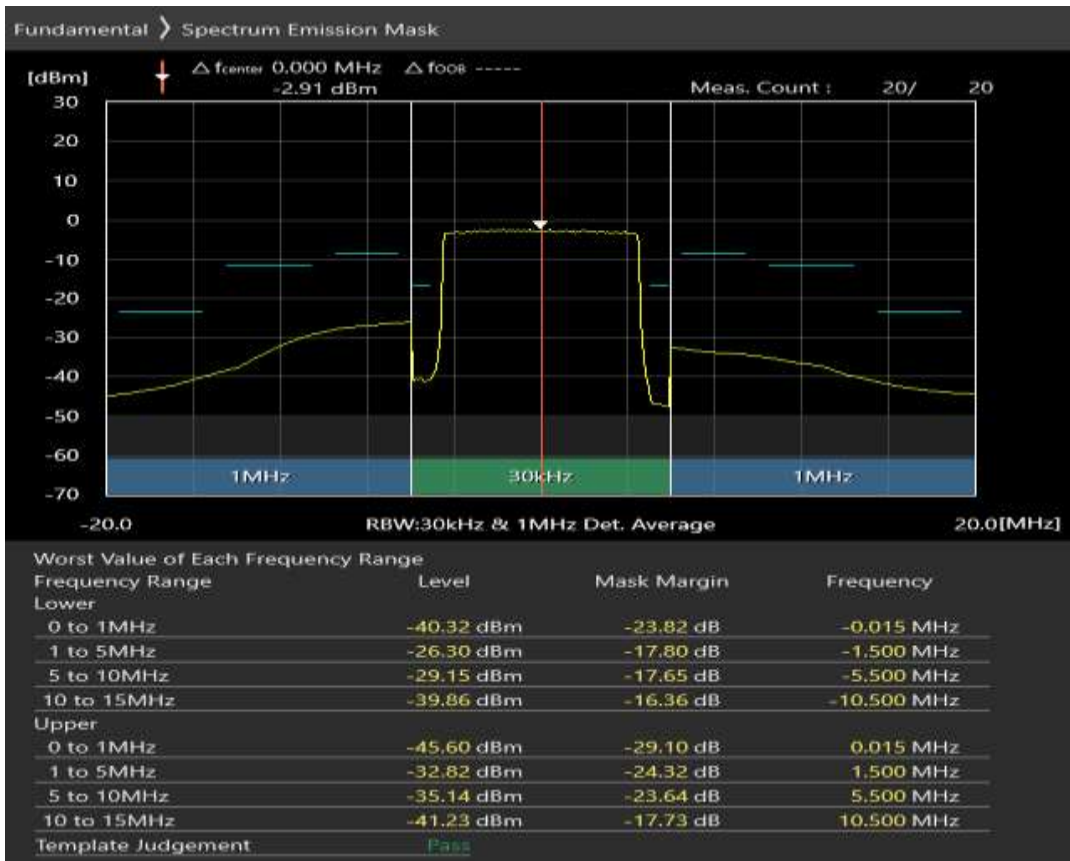 Fundamental ❯ Spectrum Emission Mask
[dBm] △ fcenter 0.000 MHz △ fOOB -----
-2.91 dBm Meas. Count : 20/ 20
30
20
10
0
-10
-20
-30
-40
-50
-60
1MHz 30kHz 1MHz
-70
-20.0 RBW:30kHz & 1MHz Det. Average 20.0[MHz]
Worst Value of Each Frequency Range
Frequency Range Level Mask Margin Frequency
Lower
0 to 1MHz -40.32 dBm -23.82 dB -0.015 MHz
1 to 5MHz -26.30 dBm -17.80 dB -1.500 MHz
5 to 10MHz -29.15 dBm -17.65 dB -5.500 MHz
10 to 15MHz -39.86 dBm -16.36 dB -10.500 MHz
Upper
0 to 1MHz -45.60 dBm -29.10 dB 0.015 MHz
1 to 5MHz -32.82 dBm -24.32 dB 1.500 MHz
5 to 10MHz -35.14 dBm -23.64 dB 5.500 MHz
10 to 15MHz -41.23 dBm -17.73 dB 10.500 MHz
Template Judgement Pass